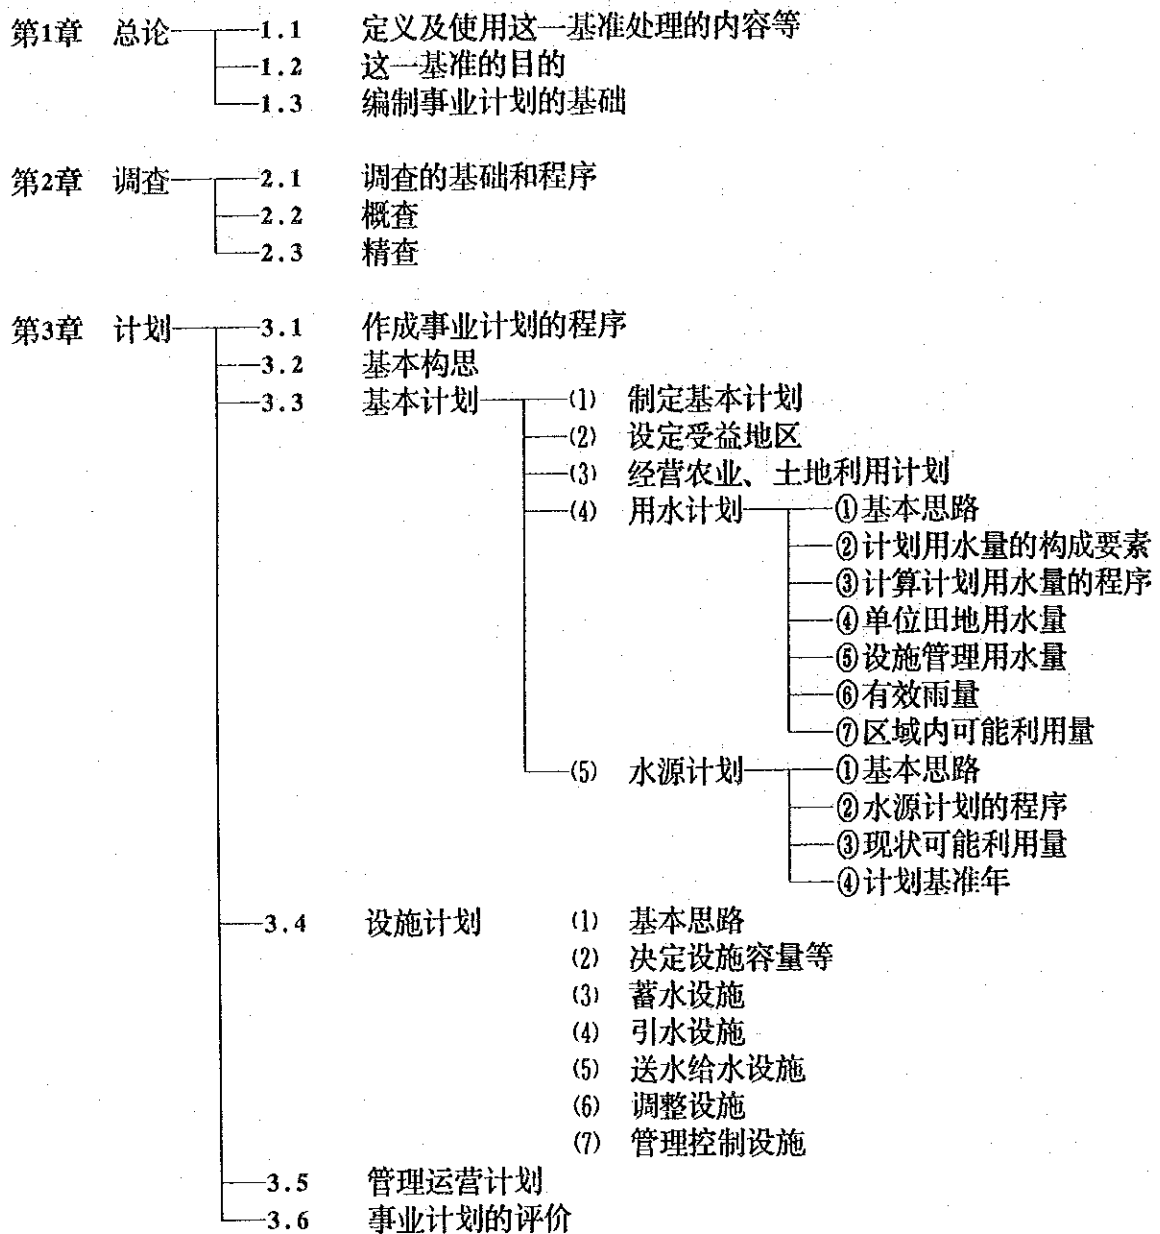 第1章 总论 1.1 定义及使用这一基准处理的内容等
1.2 这一基准的目的
1.3 编制事业计划的基础
第2章 调查 2.1 调查的基础和程序
2.2 概查
2.3 精查
第3章 计划 3.1 作成事业计划的程序
3.2 基本构思
3.3 基本计划 (1) 制定基本计划
(2) 设定受益地区
(3) 经营农业、土地利用计划
(4) 用水计划 ①基本思路
②计划用水量的构成要素
③计算计划用水量的程序
④单位田地用水量
⑤设施管理用水量
⑥有效雨量
⑦区域内可能利用量
(5) 水源计划 ①基本思路
②水源计划的程序
③现状可能利用量
④计划基准年
3.4 设施计划 (1) 基本思路
(2) 决定设施容量等
(3) 蓄水设施
(4) 引水设施
(5) 送水给水设施
(6) 调整设施
(7) 管理控制设施
3.5 管理运营计划
3.6 事业计划的评价